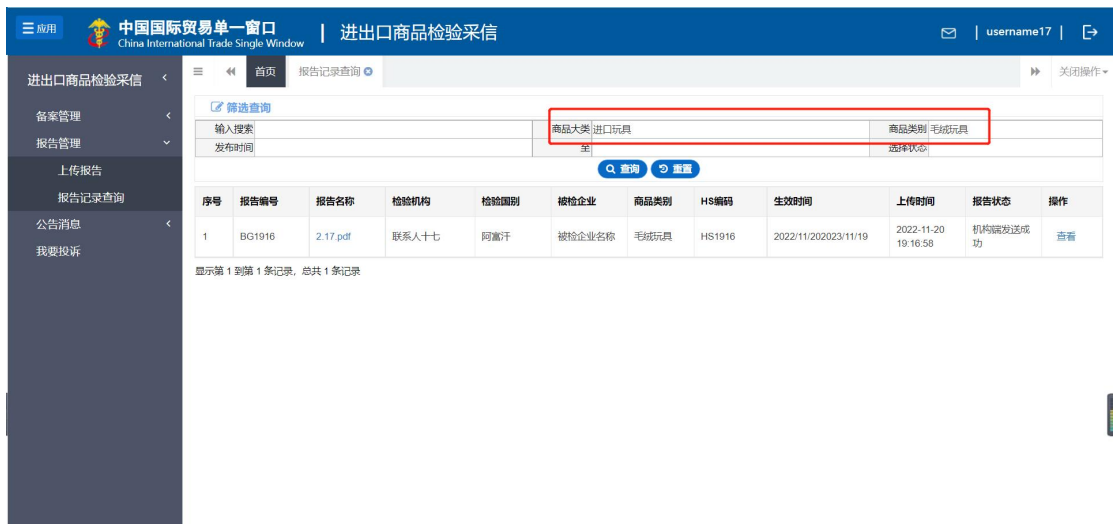 应用 中国国际贸易单一窗口 进出口商品检验采信 username17
China International Trade Single Window
进出口商品检验采信 首页 报告记录查询 关闭操作
备案管理
报告管理
上传报告
报告记录查询
公告消息
我要投诉
筛选查询
输入搜索 商品大类 进口玩具 商品类别 毛绒玩具
发布时间 至 选择状态
查询 重置
序号 报告编号 报告名称 检验机构 检验国别 被检企业 商品类别 HS编码 生效时间 上传时间 报告状态 操作
1 BG1916 2.17.pdf 联系人十七 阿富汗 被检企业名称 毛绒玩具 HS1916 2022/11/202023/11/19 2022-11-20 机构端发送成 查看
19:16:58 功
显示第 1 到第 1 条记录，总共 1 条记录